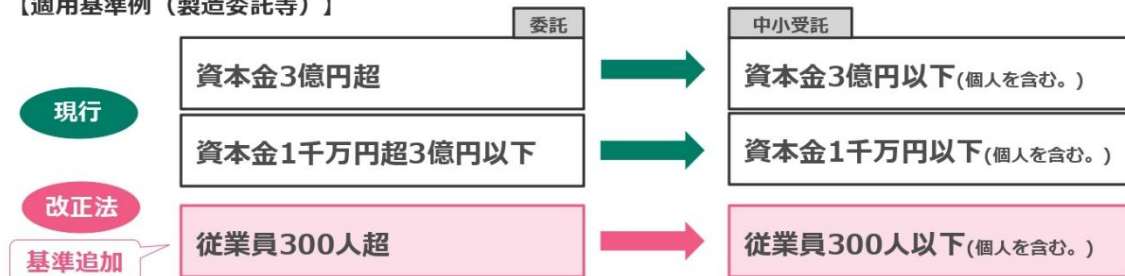 【適用基準例（製造委託等）】
委託
中小受託
現行
資本金3億円超
資本金3億円以下(個人を含む。)
資本金1千万円超3億円以下
資本金1千万円以下(個人を含む。)
改正法
基準追加
従業員300人超
従業員300人以下(個人を含む。)